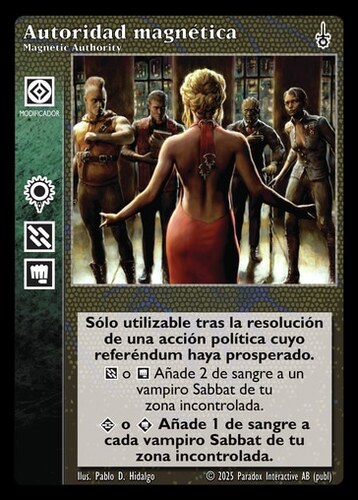 Autoridad magnética
Magnetic Authority
MODIFICADOR
Sólo utilizable tras la resolución
de una acción política cuyo
referéndum haya prosperado.
o Añade 2 de sangre a un
vampiro Sabbat de tu
zona incontrolada.
o Añade 1 de sangre a
cada vampiro Sabbat de tu
zona incontrolada.
Ilus. Pablo D. Hidalgo © 2025 Paradox Interactive AB (publ)